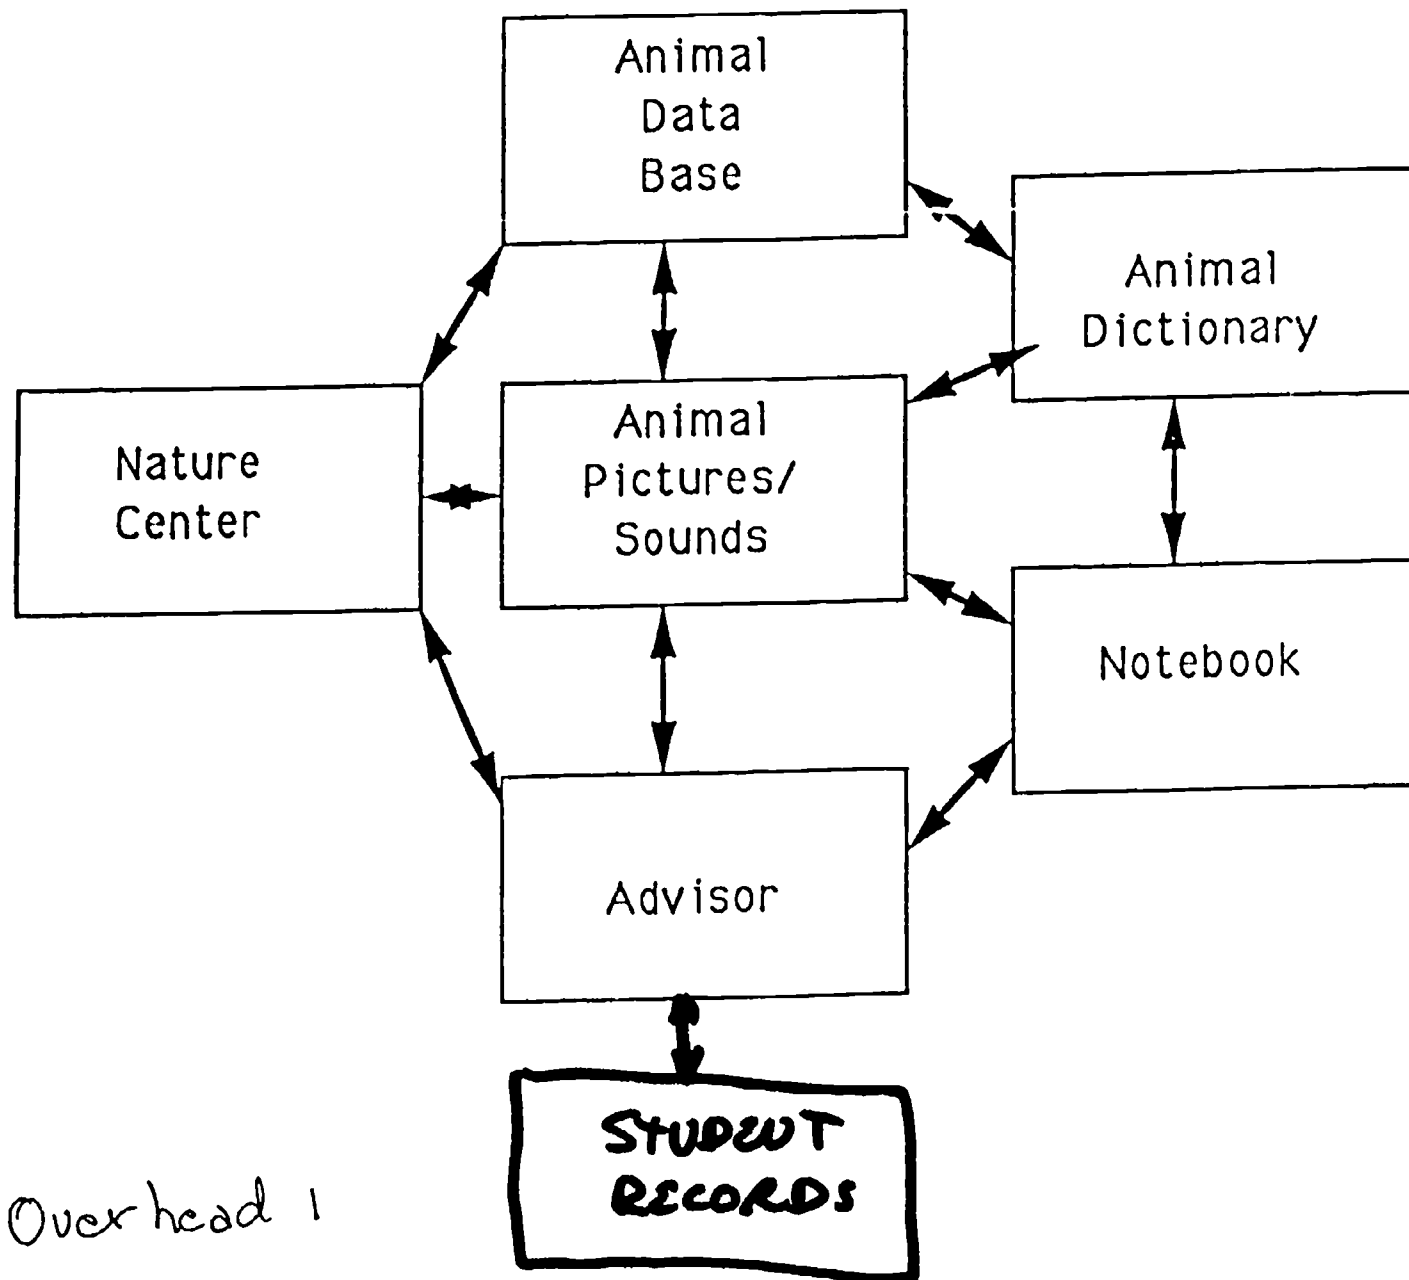 Animal
Data
Base
Animal
Dictionary
Nature
Center
Animal
Pictures/
Sounds
Notebook
Advisor
STUDENT
RECORDS
Overhead 1